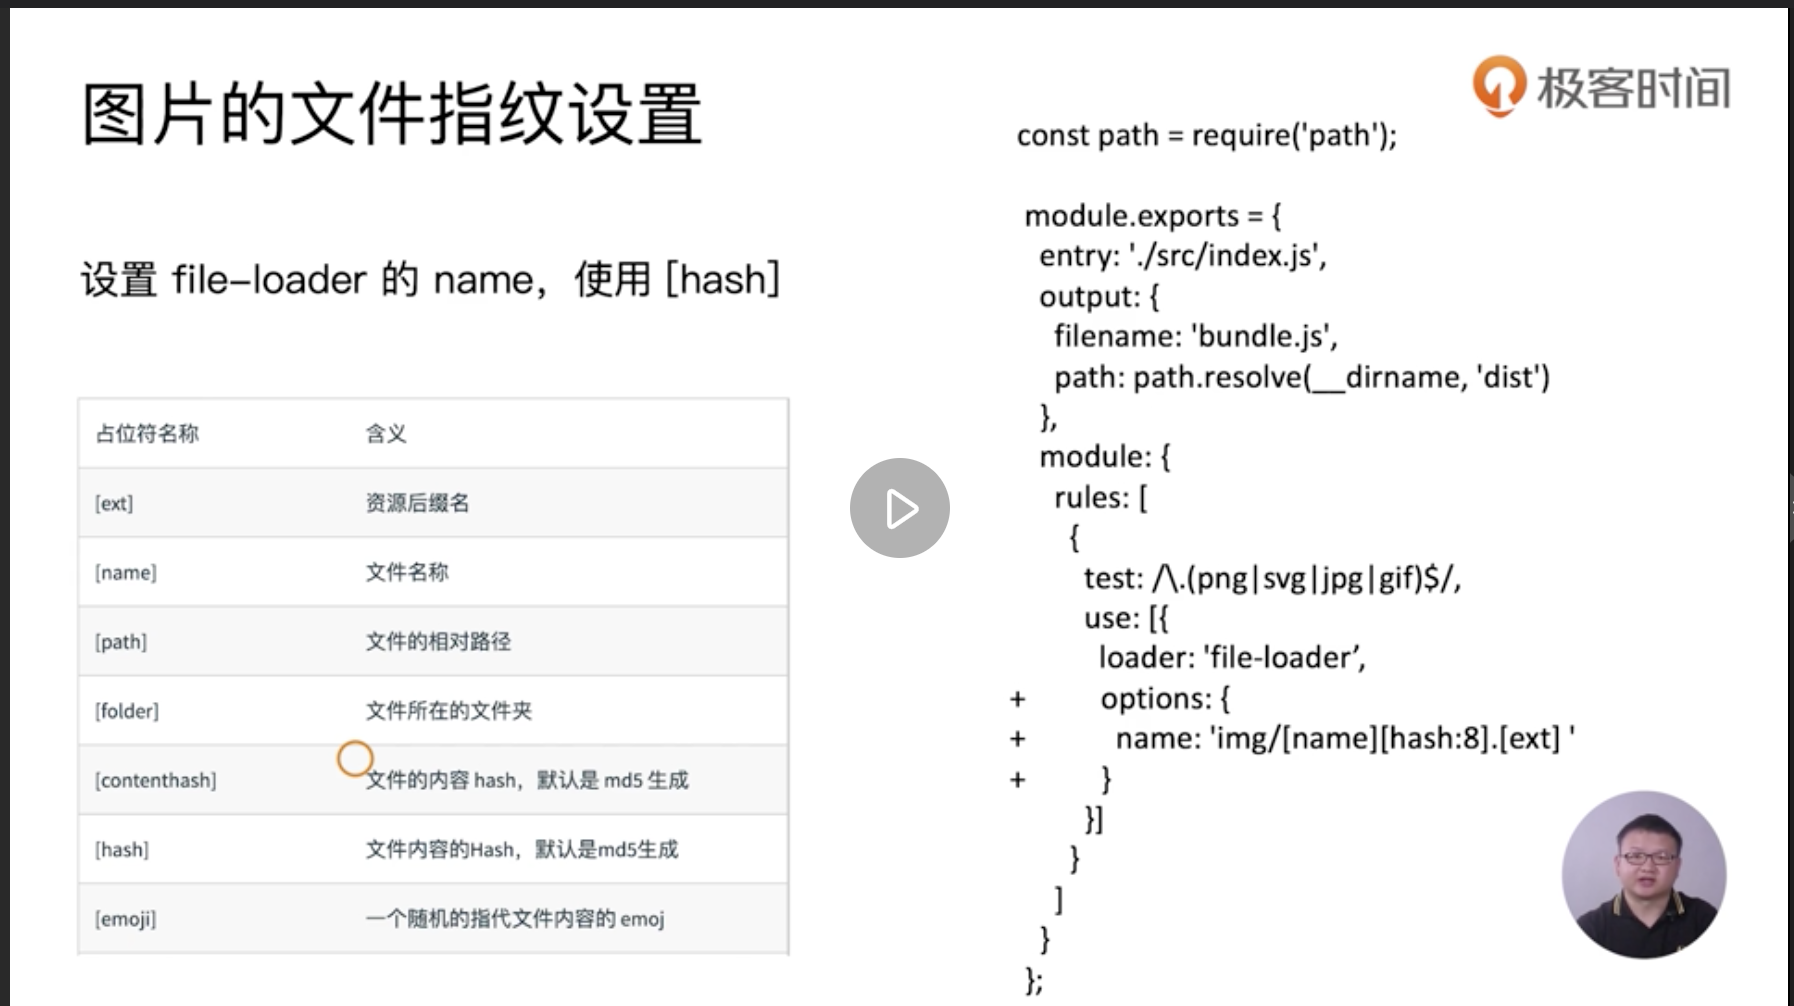 图片的文件指纹设置
极客时间
设置 file-loader 的 name，使用 [hash]
占位符名称 含义
[ext] 资源后缀名
[name] 文件名称
[path] 文件的相对路径
[folder] 文件所在的文件夹
[contenthash] 文件的内容 hash，默认是 md5 生成
[hash] 文件内容的Hash，默认是md5生成
[emoji] 一个随机的指代文件内容的 emoj
const path = require('path');
module.exports = {
entry: './src/index.js',
output: {
filename: 'bundle.js',
path: path.resolve(__dirname, 'dist')
},
module: {
rules: [
{
test: /\.(png|svg|jpg|gif)$/,
use: [{
loader: 'file-loader’,
+ options: {
+ name: 'img/[name][hash:8].[ext] '
+ }
}]
}
]
}
};